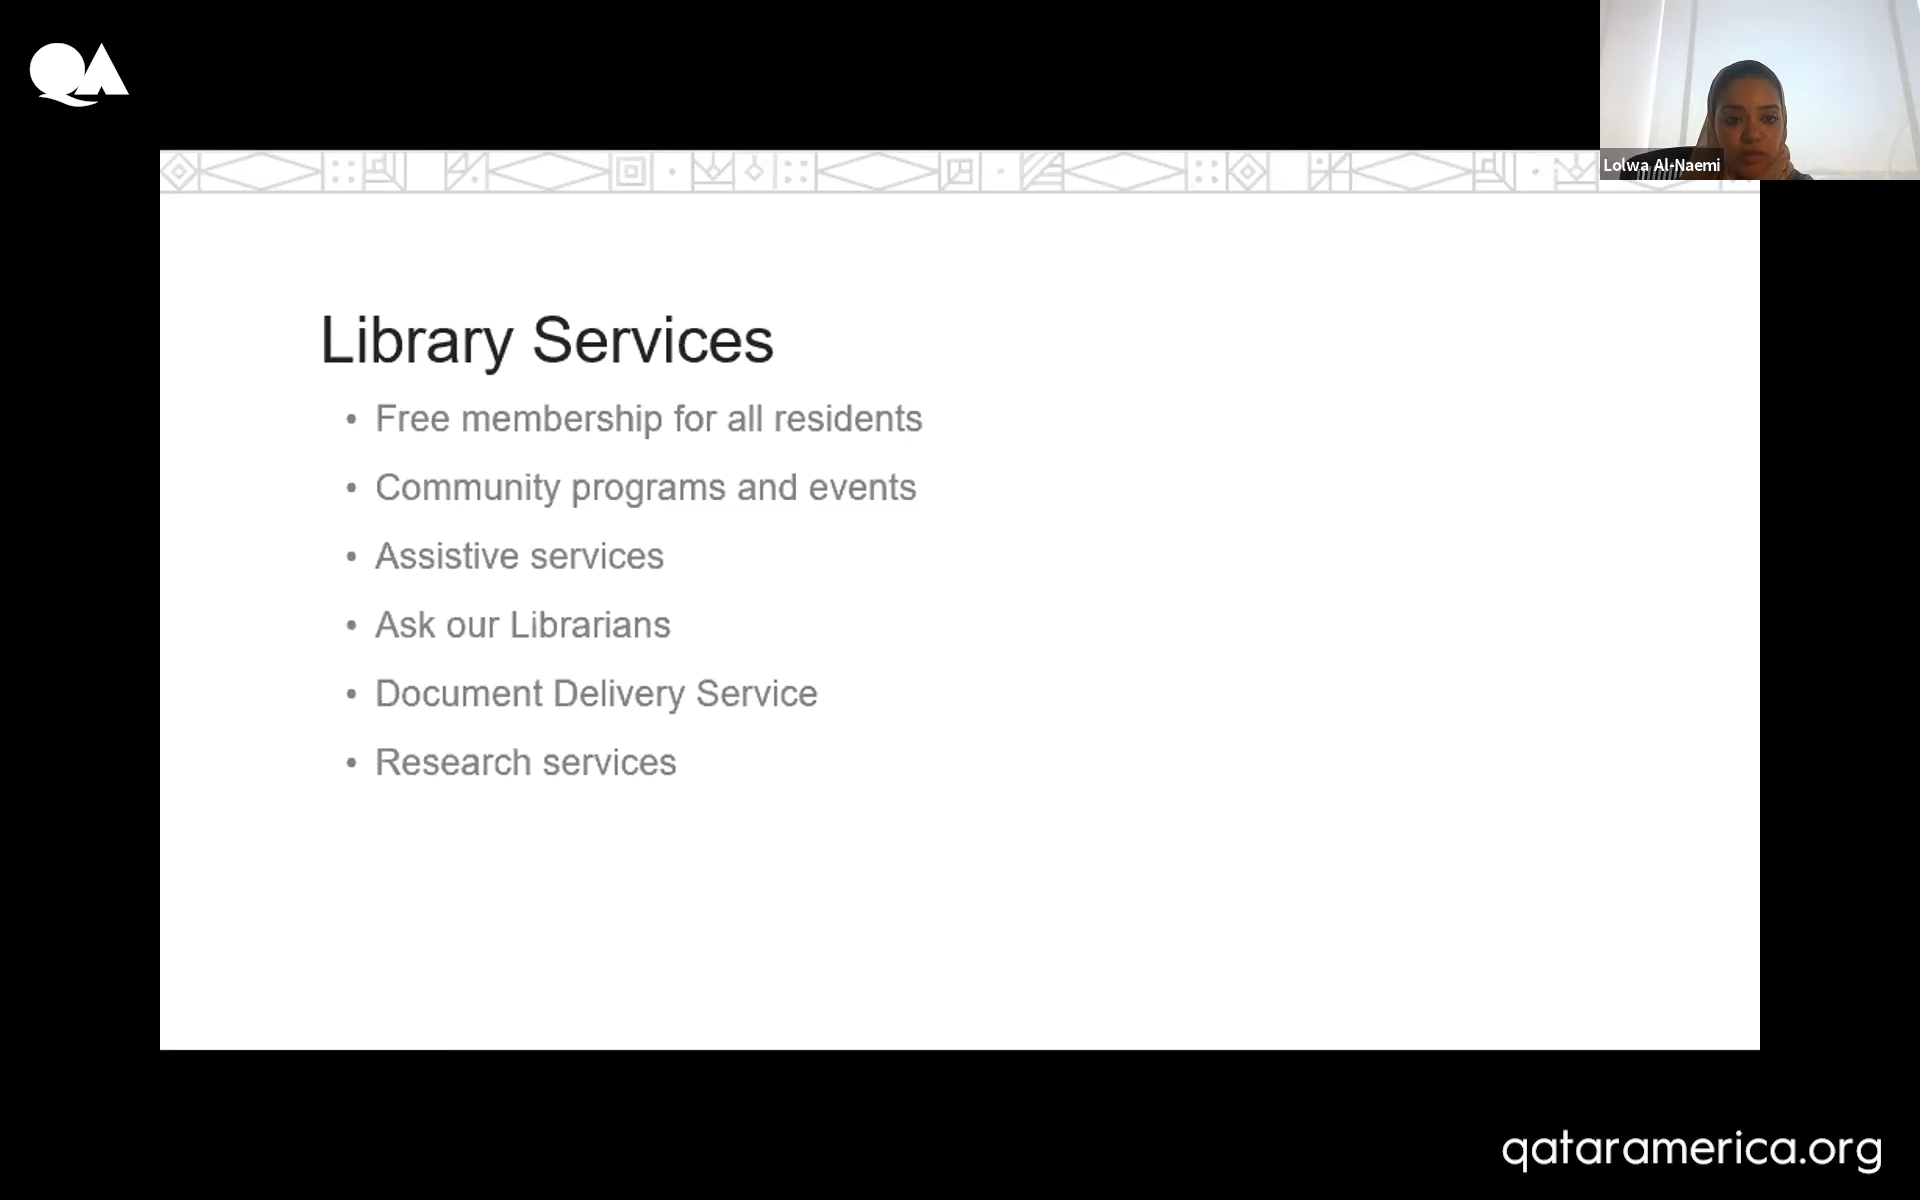 QA
Lolwa Al-Naemi
Library Services
• Free membership for all residents
• Community programs and events
• Assistive services
• Ask our Librarians
• Document Delivery Service
• Research services
qataramerica.org